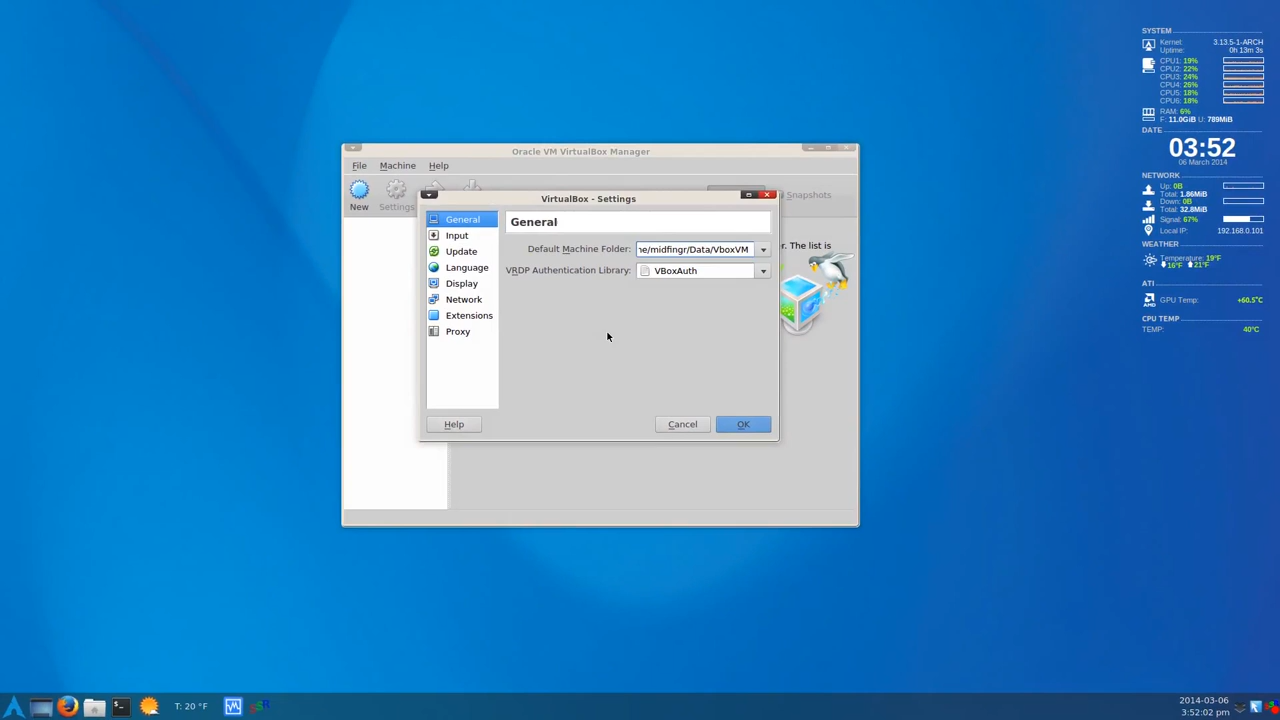 Oracle VM VirtualBox Manager
File Machine Help
New Settings Snapshots
VirtualBox - Settings
General
Input
Update
Language
Display
Network
Extensions
Proxy
General
Default Machine Folder: ne/midfingr/Data/VboxVM
VRDP Authentication Library: VBoxAuth
r. The list is
Help Cancel OK
SYSTEM
Kernel: 3.13.5-1-ARCH
Uptime: 0h 13m 3s
CPU1: 19%
CPU2: 22%
CPU3: 24%
CPU4: 26%
CPU5: 18%
CPU6: 18%
RAM: 6%
F: 11.0GiB U: 789MiB
DATE
03:52
06 March 2014
NETWORK
Up: 0B
Total: 1.86MiB
Down: 0B
Total: 32.8MiB
Signal: 67%
Local IP: 192.168.0.101
WEATHER
Temperature: 19°F
16°F 21°F
ATI
AMD
GPU Temp: +60.5°C
CPU TEMP
TEMP: 40°C
T: 20 °F
2014-03-06
3:52:02 pm